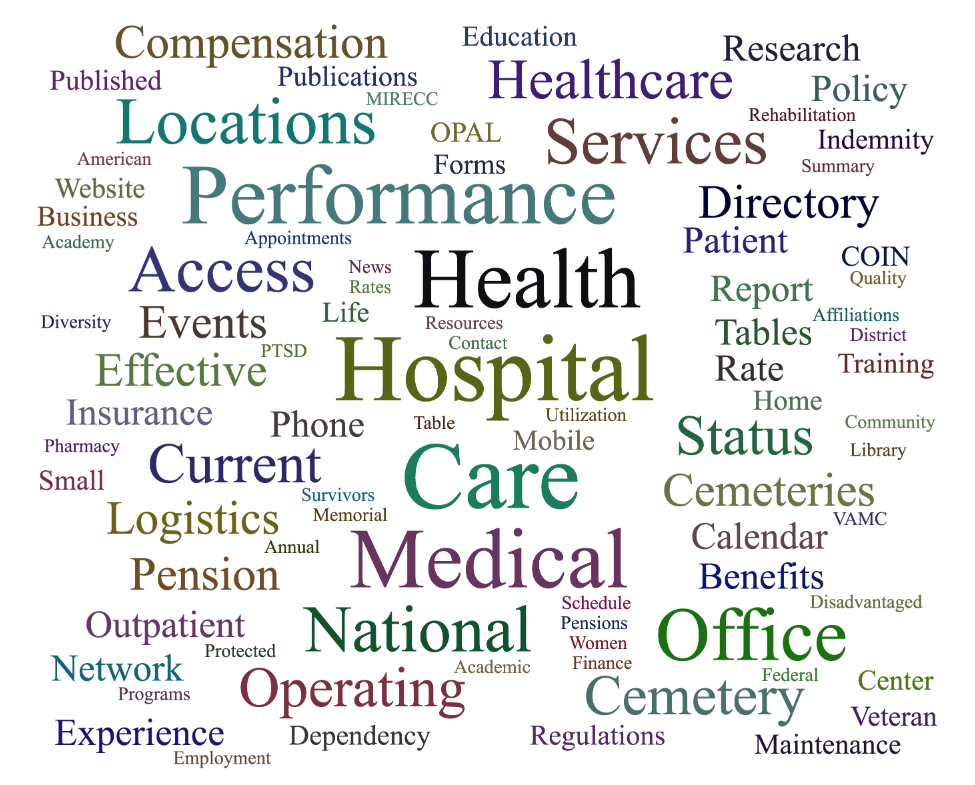 Compensation
Education
Research
Published
Publications
Healthcare
Policy
MIRECC
Locations
OPAL
Services
Rehabilitation
Indemnity
American
Forms
Summary
Website
Performance
Directory
Business
Academy
Appointments
Patient
Access
News
Health
COIN
Rates
Report
Quality
Diversity
Events
Life
Resources
Tables
Affiliations
PTSD
Contact
District
Effective
Hospital
Rate
Training
Insurance
Phone
Table
Utilization
Home
Mobile
Status
Community
Pharmacy
Current
Library
Small
Care
Survivors
Cemeteries
Logistics
Memorial
VAMC
Annual
Calendar
Pension
Medical
Benefits
Outpatient
National
Schedule
Disadvantaged
Pensions
Office
Protected
Women
Network
Academic
Finance
Programs
Operating
Cemetery
Federal
Center
Experience
Dependency
Regulations
Veteran
Employment
Maintenance